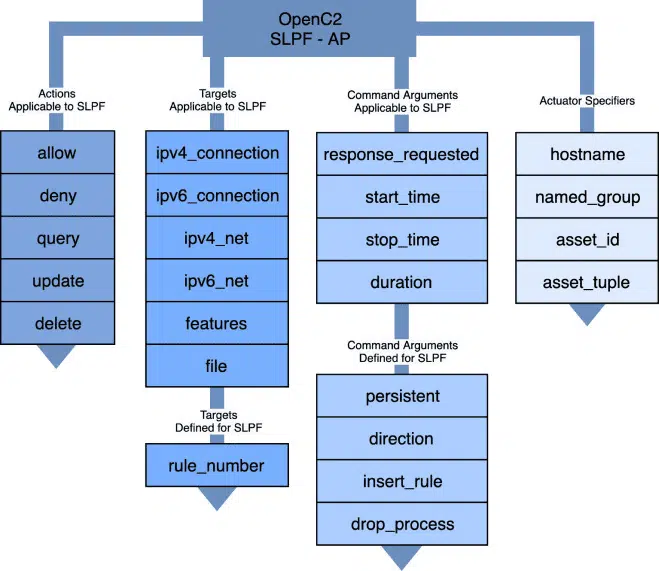 OpenC2
SLPF - AP
Actions
Applicable to SLPF
allow
deny
query
update
delete
Targets
Applicable to SLPF
ipv4_connection
ipv6_connection
ipv4_net
ipv6_net
features
file
Targets
Defined for SLPF
rule_number
Command Arguments
Applicable to SLPF
response_requested
start_time
stop_time
duration
Command Arguments
Defined for SLPF
persistent
direction
insert_rule
drop_process
Actuator Specifiers
hostname
named_group
asset_id
asset_tuple